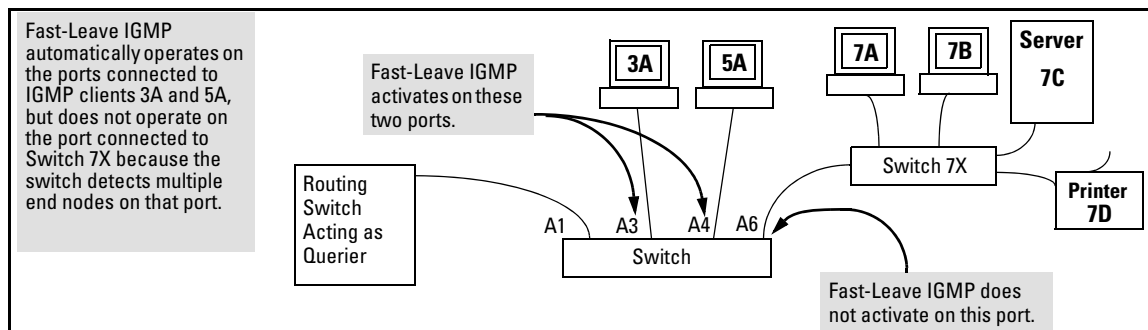 Fast-Leave IGMP
automatically operates on
the ports connected to
IGMP clients 3A and 5A,
but does not operate on
the port connected to
Switch 7X because the
switch detects multiple
end nodes on that port.
Fast-Leave IGMP
activates on these
two ports.
3A
5A
7A
7B
Server
7C
Switch 7X
Printer
7D
Routing
Switch
Acting as
Querier
A1
A3
A4
A6
Switch
Fast-Leave IGMP does
not activate on this port.